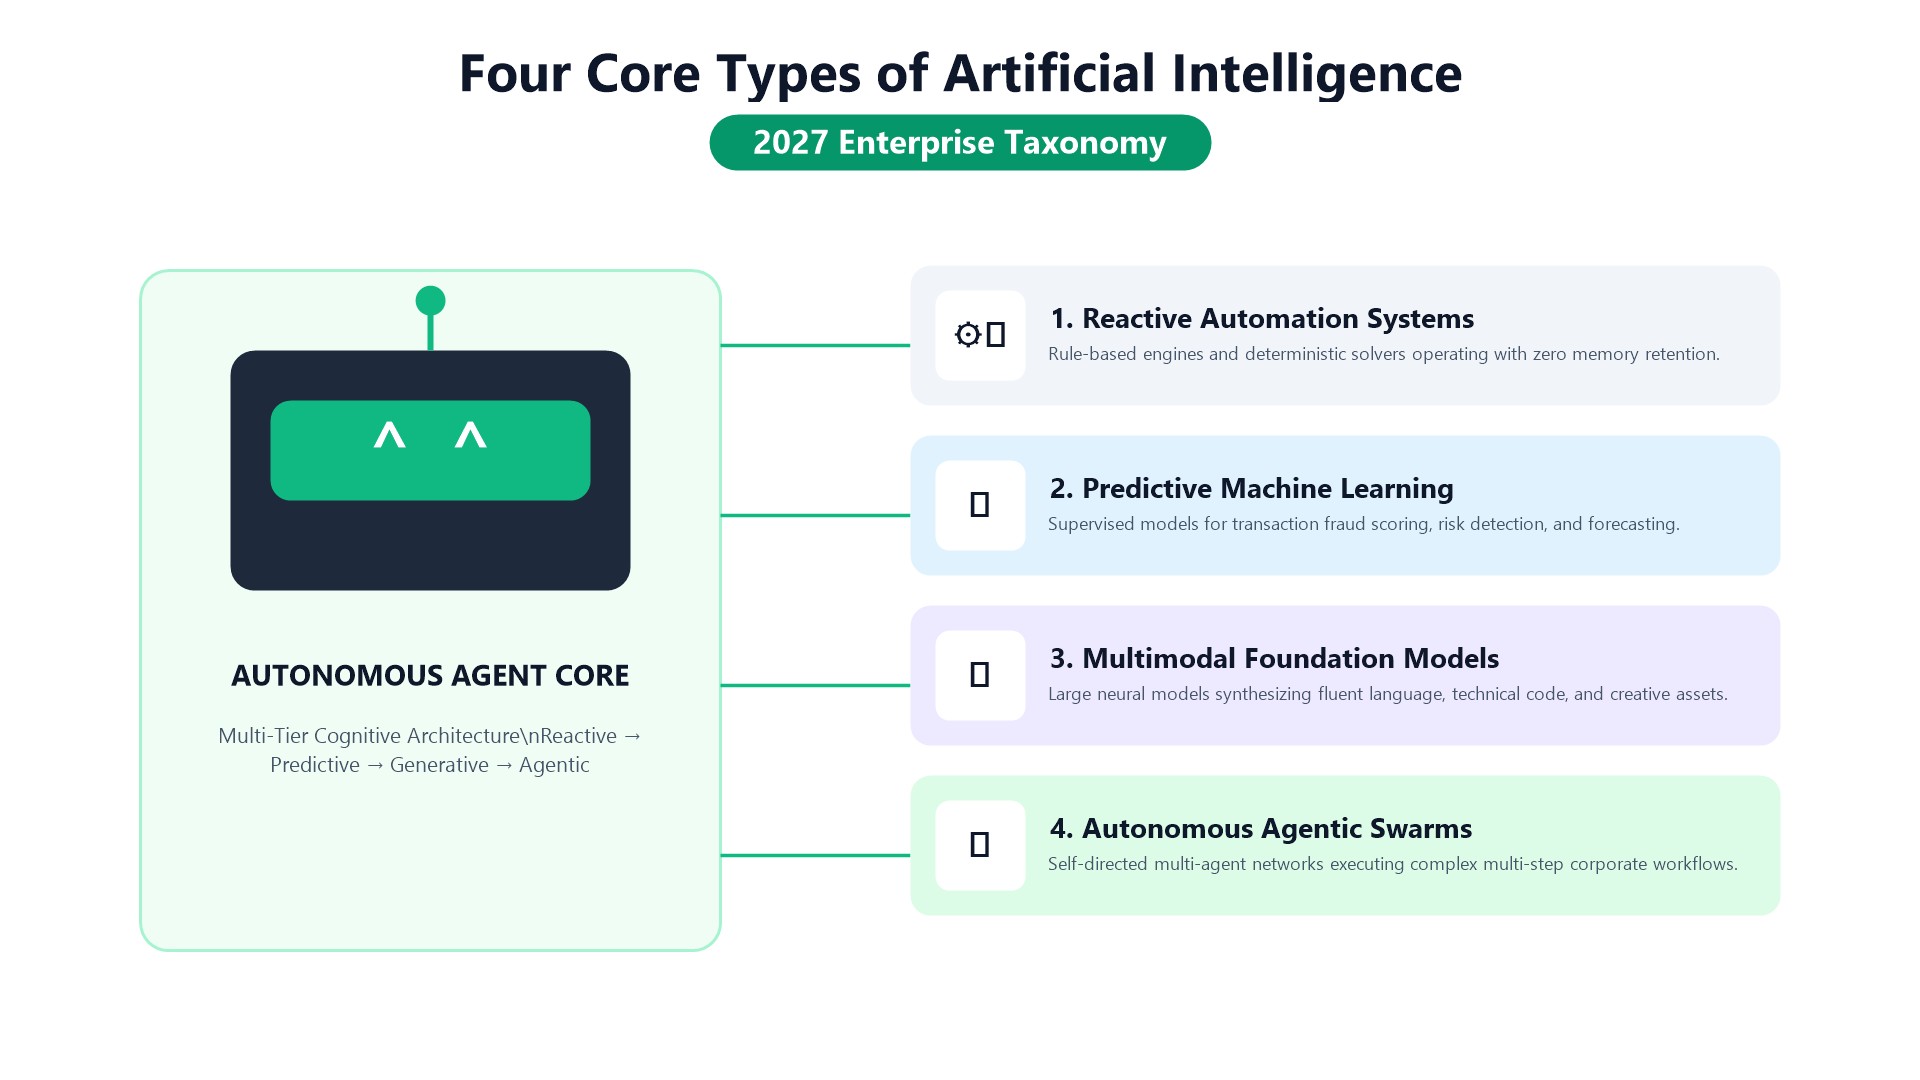 Four Core Types of Artificial Intelligence
2027 Enterprise Taxonomy
^ ^
AUTONOMOUS AGENT CORE
Multi-Tier Cognitive Architecture\nReactive →
Predictive → Generative → Agentic
1. Reactive Automation Systems
Rule-based engines and deterministic solvers operating with zero memory retention.
2. Predictive Machine Learning
Supervised models for transaction fraud scoring, risk detection, and forecasting.
3. Multimodal Foundation Models
Large neural models synthesizing fluent language, technical code, and creative assets.
4. Autonomous Agentic Swarms
Self-directed multi-agent networks executing complex multi-step corporate workflows.